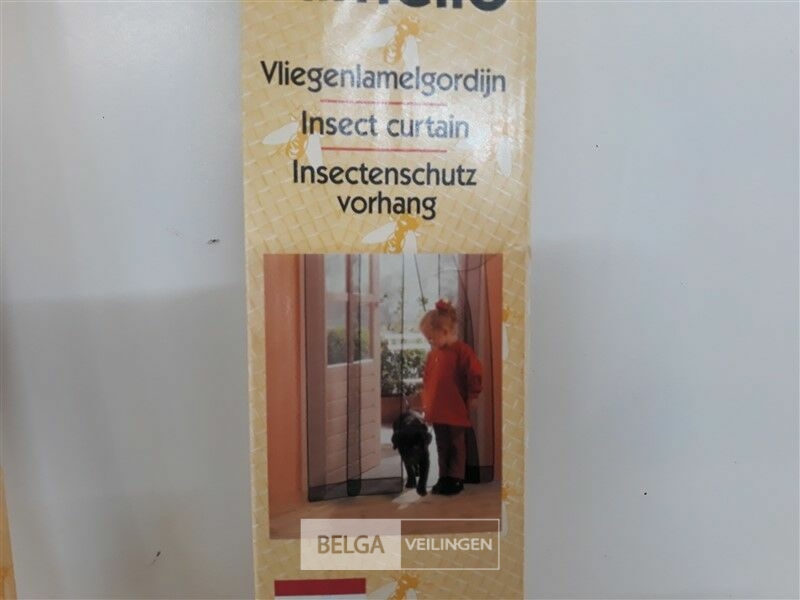 Vliegenlamelgordijn
Insect curtain
Insectenschutz
vorhang
BELGA VEILINGEN